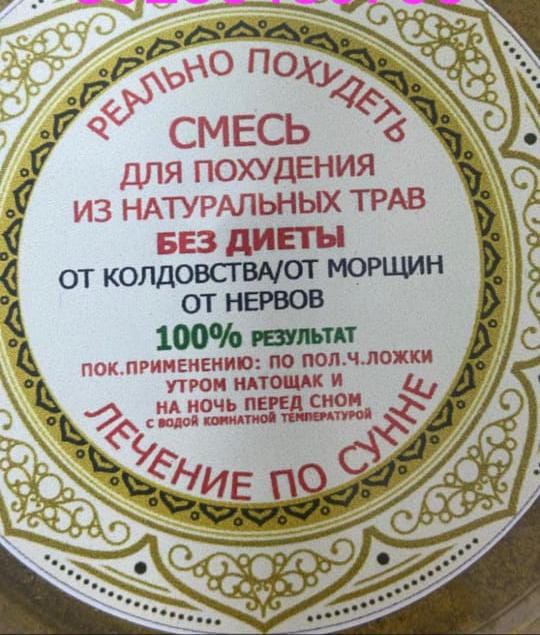 РЕАЛЬНО ПОХУДЕТЬ
СМЕСЬ
ДЛЯ ПОХУДЕНИЯ
ИЗ НАТУРАЛЬНЫХ ТРАВ
БЕЗ ДИЕТЫ
ОТ КОЛДОВСТВА/ОТ МОРЩИН
ОТ НЕРВОВ
100% РЕЗУЛЬТАТ
ПОК.ПРИМЕНЕНИЮ: ПО ПОЛ.Ч.ЛОЖКИ
УТРОМ НАТОЩАК И
НА НОЧЬ ПЕРЕД СНОМ
С ВОДОЙ КОМНАТНОЙ ТЕМПЕРАТУРОЙ
ЛЕЧЕНИЕ ПО СУННЕ